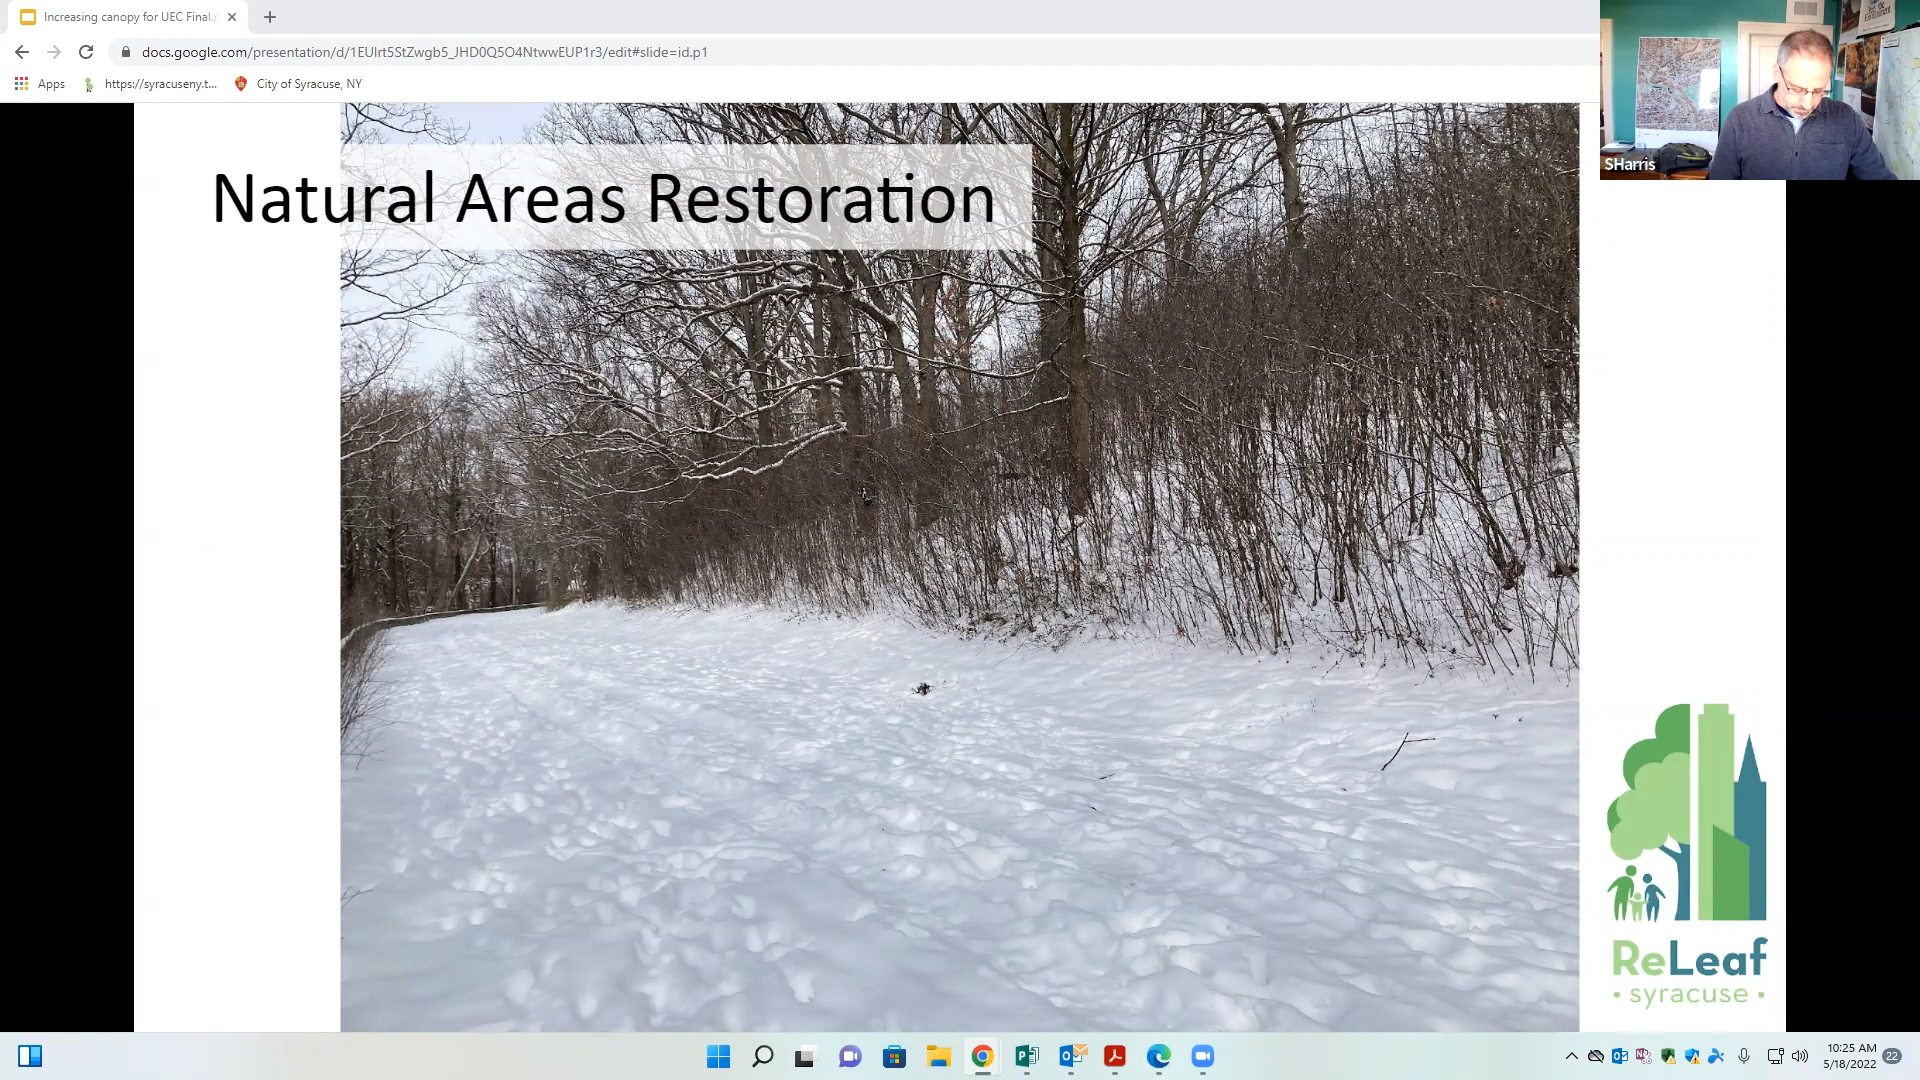 Increasing canopy for UEC Final.p
docs.google.com/presentation/d/1EUlrt5StZwgb5_JHD0Q5O4NtwwEUP1r3/edit#slide=id.p1
Apps
https://syracuseny.t...
City of Syracuse, NY
SHarris
Natural Areas Restoration
ReLeaf
• syracuse •
10:25 AM
5/18/2022
22